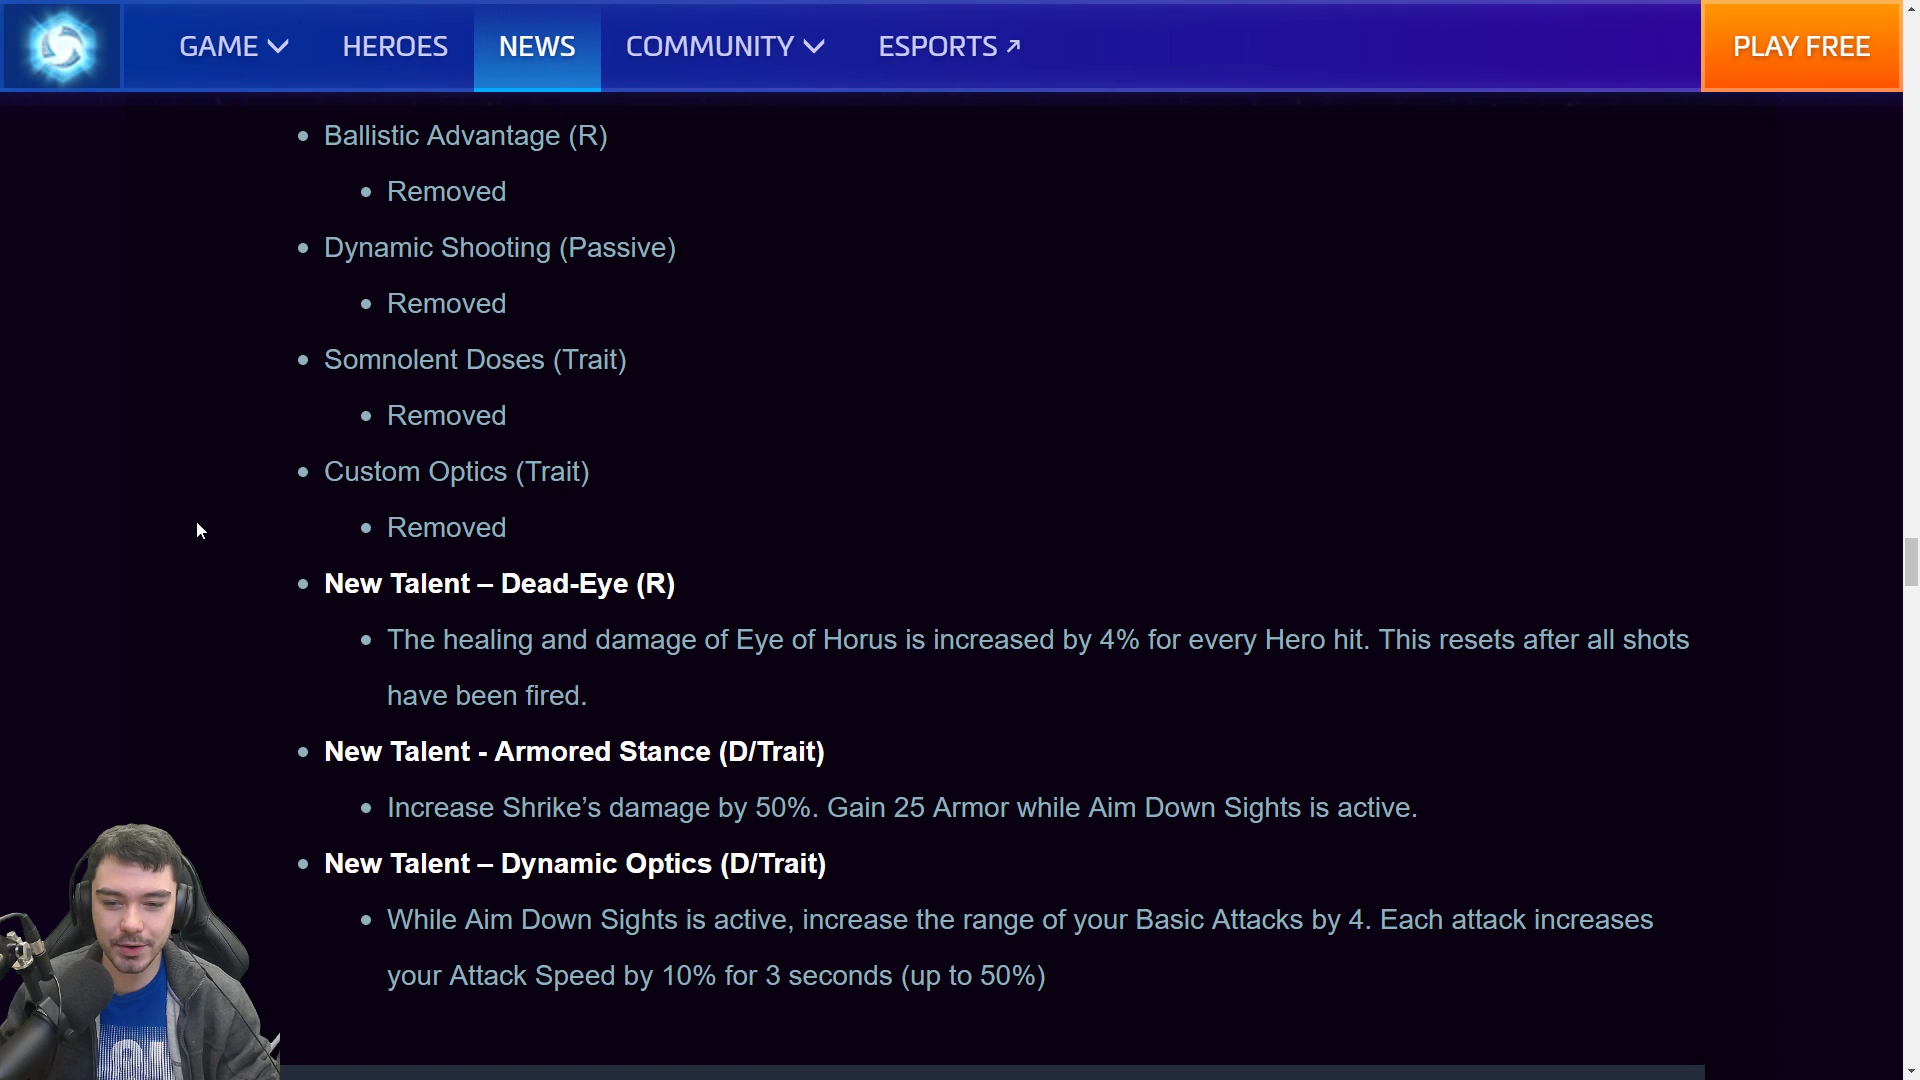 GAME HEROES NEWS COMMUNITY ESPORTS PLAY FREE
Ballistic Advantage (R)
Removed
Dynamic Shooting (Passive)
Removed
Somnolent Doses (Trait)
Removed
Custom Optics (Trait)
Removed
New Talent – Dead-Eye (R)
The healing and damage of Eye of Horus is increased by 4% for every Hero hit. This resets after all shots
have been fired.
New Talent - Armored Stance (D/Trait)
Increase Shrike’s damage by 50%. Gain 25 Armor while Aim Down Sights is active.
New Talent – Dynamic Optics (D/Trait)
While Aim Down Sights is active, increase the range of your Basic Attacks by 4. Each attack increases
your Attack Speed by 10% for 3 seconds (up to 50%)